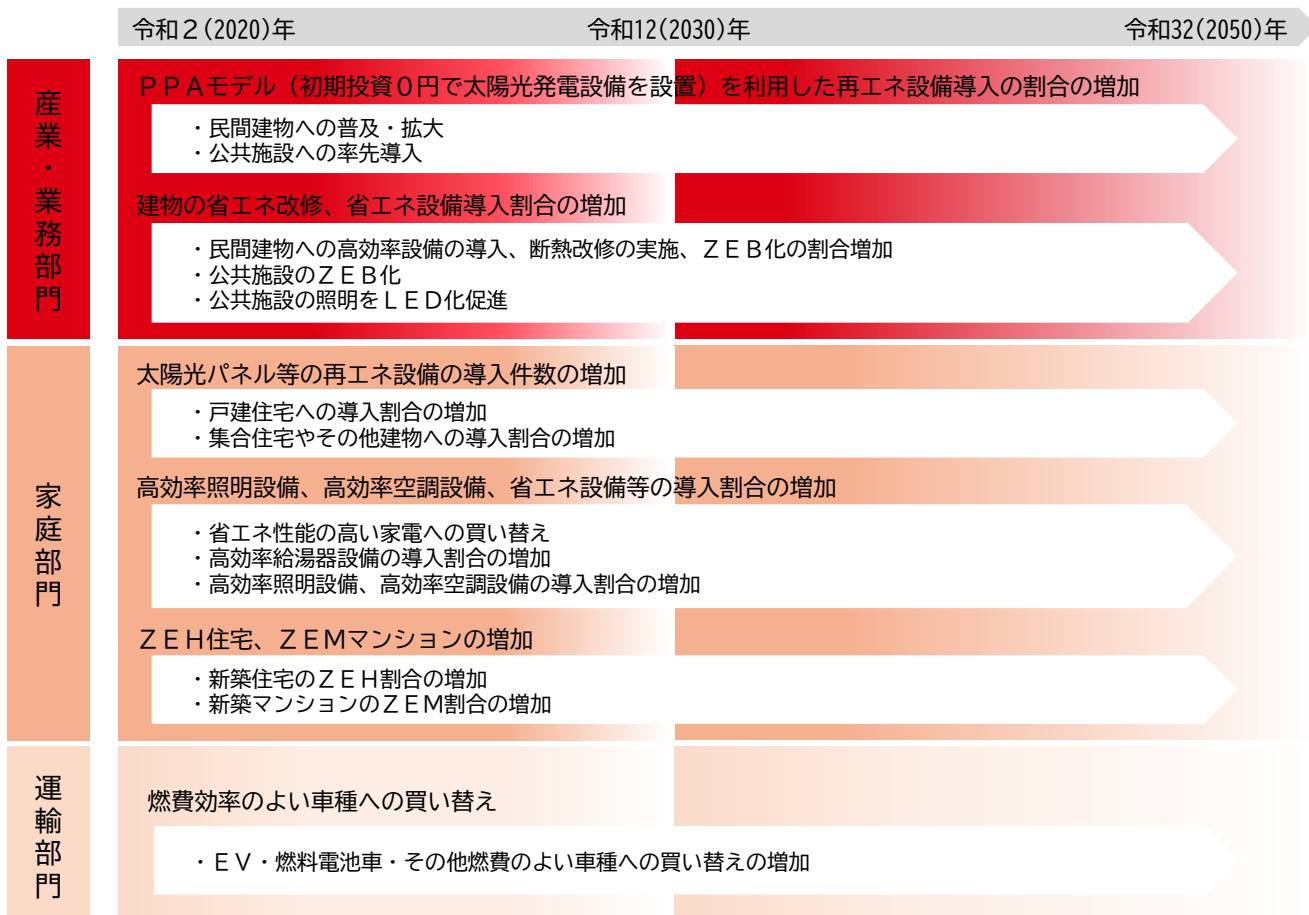 令和２(2020)年
令和12(2030)年
令和32(2050)年
産業・業務部門
ＰＰＡモデル（初期投資０円で太陽光発電設備を設置）を利用した再エネ設備導入の割合の増加
・民間建物への普及・拡大
・公共施設への率先導入
建物の省エネ改修、省エネ設備導入割合の増加
・民間建物への高効率設備の導入、断熱改修の実施、ＺＥＢ化の割合増加
・公共施設のＺＥＢ化
・公共施設の照明をＬＥＤ化促進
家庭部門
太陽光パネル等の再エネ設備の導入件数の増加
・戸建住宅への導入割合の増加
・集合住宅やその他建物への導入割合の増加
高効率照明設備、高効率空調設備、省エネ設備等の導入割合の増加
・省エネ性能の高い家電への買い替え
・高効率給湯器設備の導入割合の増加
・高効率照明設備、高効率空調設備の導入割合の増加
ＺＥＨ住宅、ＺＥＭマンションの増加
・新築住宅のＺＥＨ割合の増加
・新築マンションのＺＥＭ割合の増加
運輸部門
燃費効率のよい車種への買い替え
・ＥＶ・燃料電池車・その他燃費のよい車種への買い替えの増加